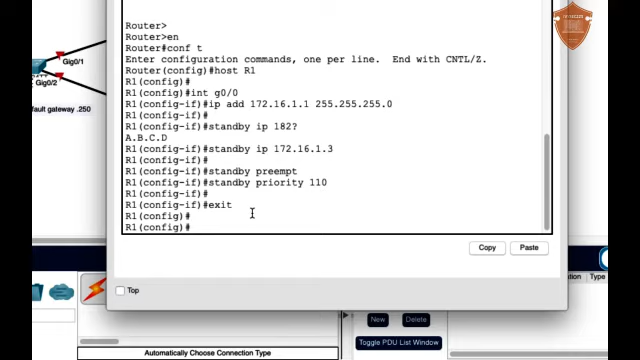 Router>
Router>en
Router#conf t
Enter configuration commands, one per line.  End with CNTL/Z.
Router(config)#host R1
R1(config)#
R1(config)#int g0/0
R1(config-if)#ip add 172.16.1.1 255.255.255.0
R1(config-if)#
R1(config-if)#standby ip 182?
A.B.C.D
R1(config-if)#standby ip 172.16.1.3
R1(config-if)#
R1(config-if)#standby preempt
R1(config-if)#standby priority 110
R1(config-if)#
R1(config-if)#exit
R1(config)#
R1(config)#
Gig0/1
Gig0/2
fault gateway .250
Copy
Paste
Top
ation
Type
New
Delete
Toggle PDU List Window
Automatically Choose Connection Type